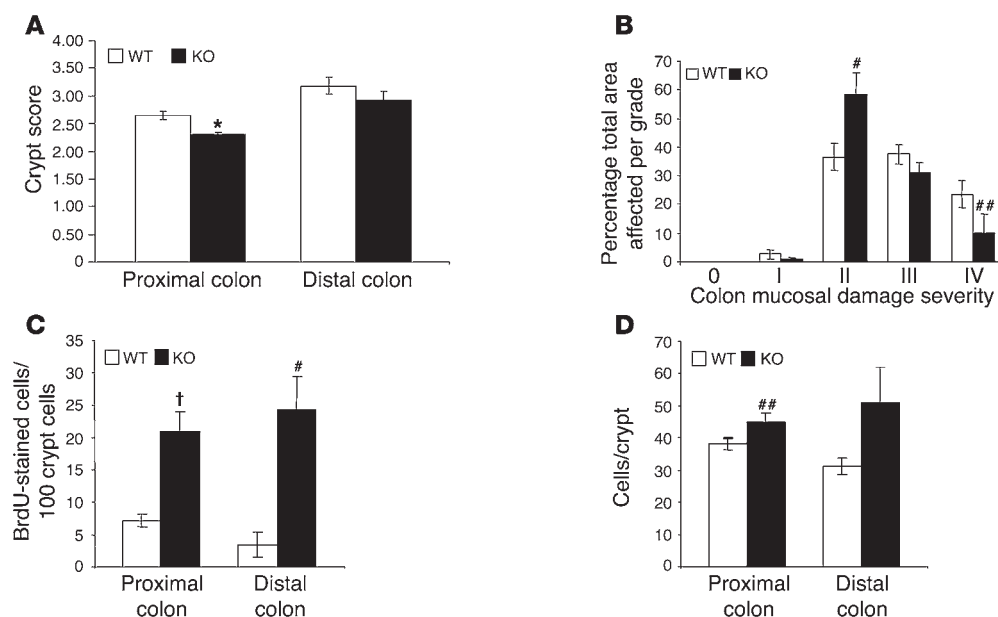 A
Crypt score
4.00
3.50
3.00
2.50
2.00
1.50
1.00
0.50
0
WT KO
*
Proximal colon Distal colon
B
Percentage total area
affected per grade
70
60
50
40
30
20
10
0
WT KO
#
##
0 I II III IV
Colon mucosal damage severity
C
BrdU-stained cells/
100 crypt cells
35
30
25
20
15
10
5
0
WT KO
†
#
Proximal
colon
Distal
colon
D
Cells/crypt
70
60
50
40
30
20
10
0
WT KO
##
Proximal
colon
Distal
colon